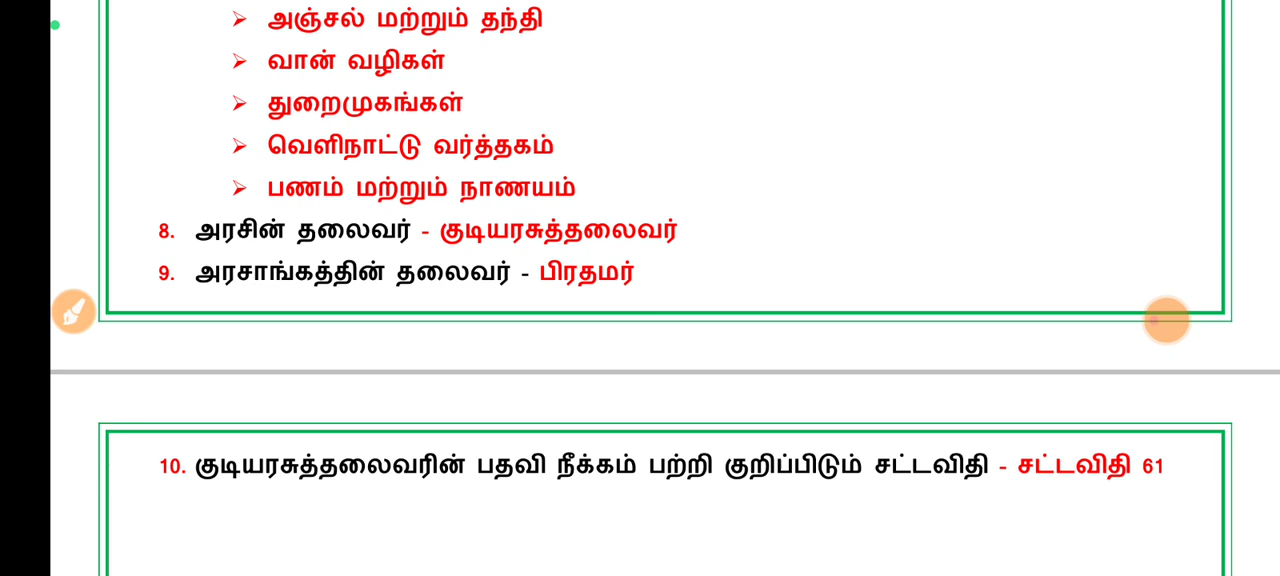 ➢ அஞ்சல் மற்றும் தந்தி
➢ வான் வழிகள்
➢ துறைமுகங்கள்
➢ வெளிநாட்டு வர்த்தகம்
➢ பணம் மற்றும் நாணயம்
8. அரசின் தலைவர் - குடியரசுத்தலைவர்
9. அரசாங்கத்தின் தலைவர் - பிரதமர்
10. குடியரசுத்தலைவரின் பதவி நீக்கம் பற்றி குறிப்பிடும் சட்டவிதி - சட்டவிதி 61